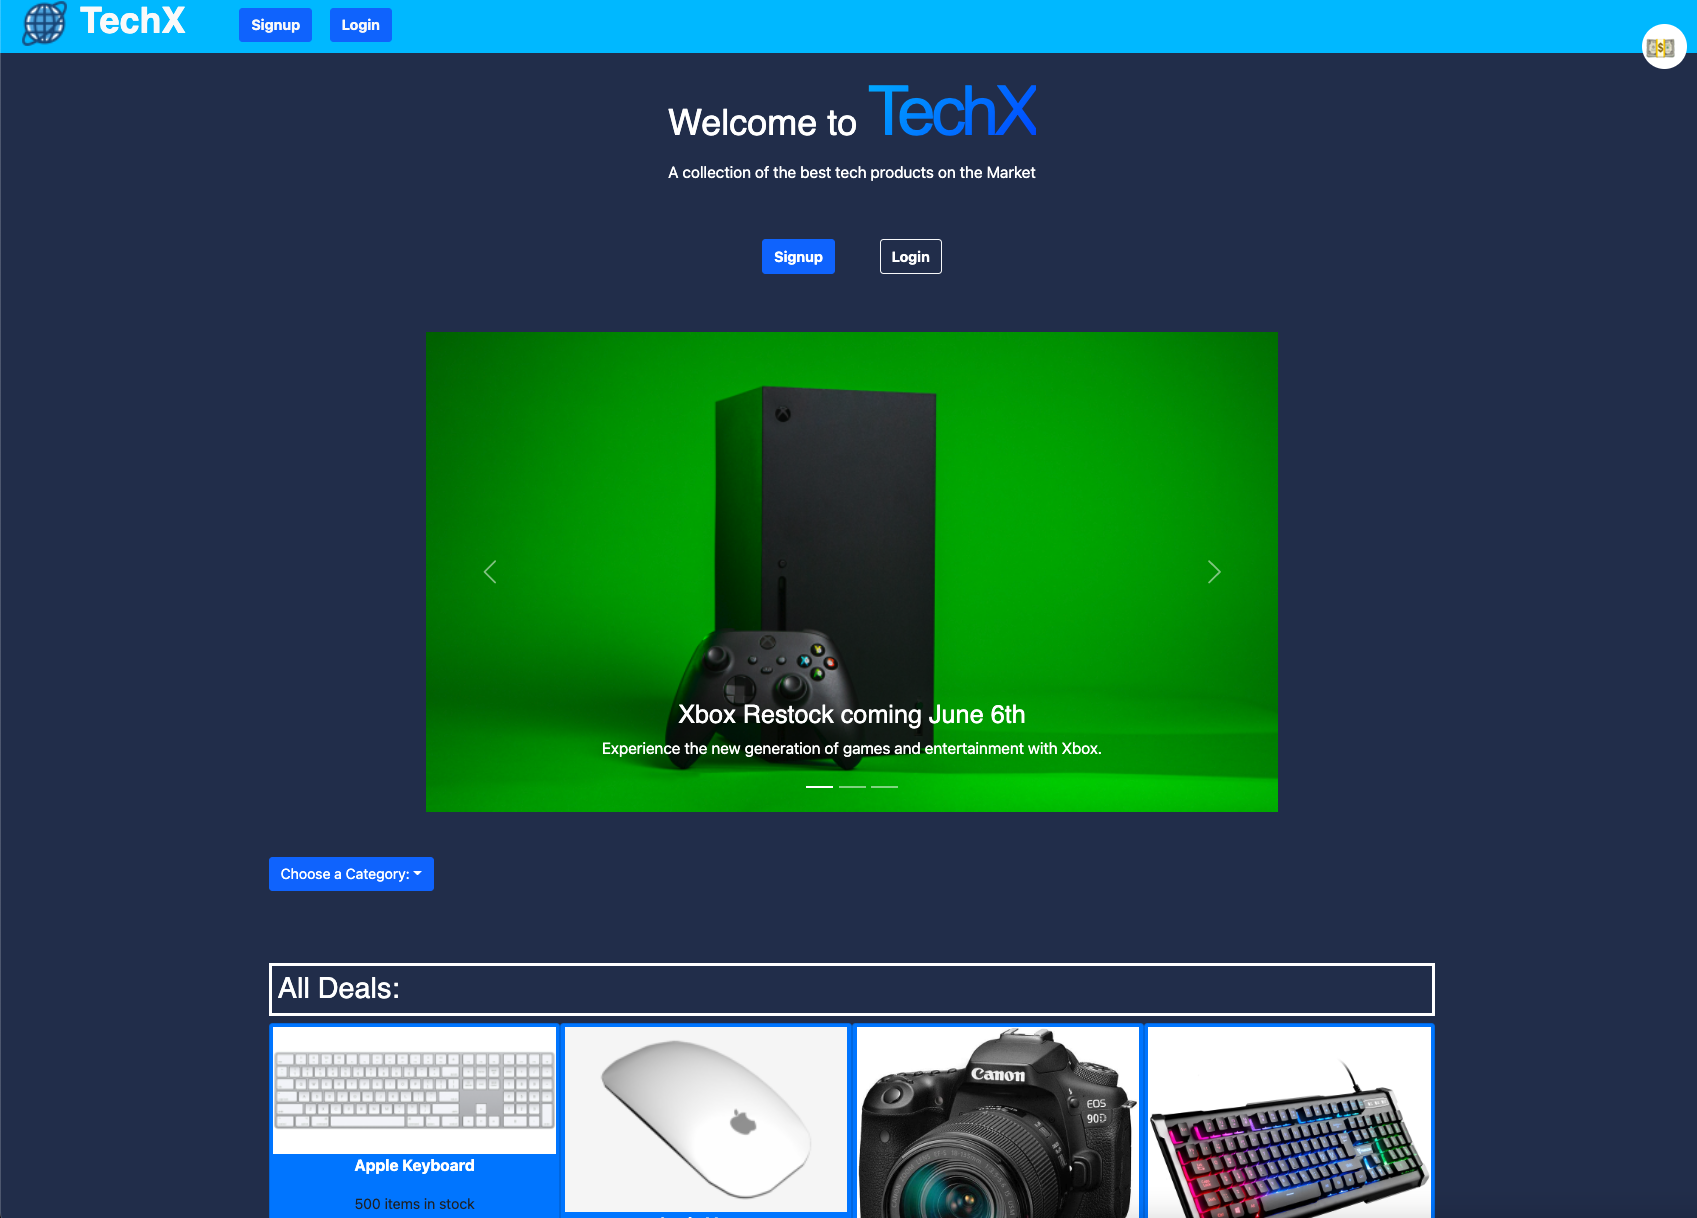 TechX
Signup
Login
Welcome to TechX
A collection of the best tech products on the Market
Signup
Login
Xbox Restock coming June 6th
Experience the new generation of games and entertainment with Xbox.
Choose a Category:
All Deals:
Canon
EOS
90D
Apple Keyboard
500 items in stock